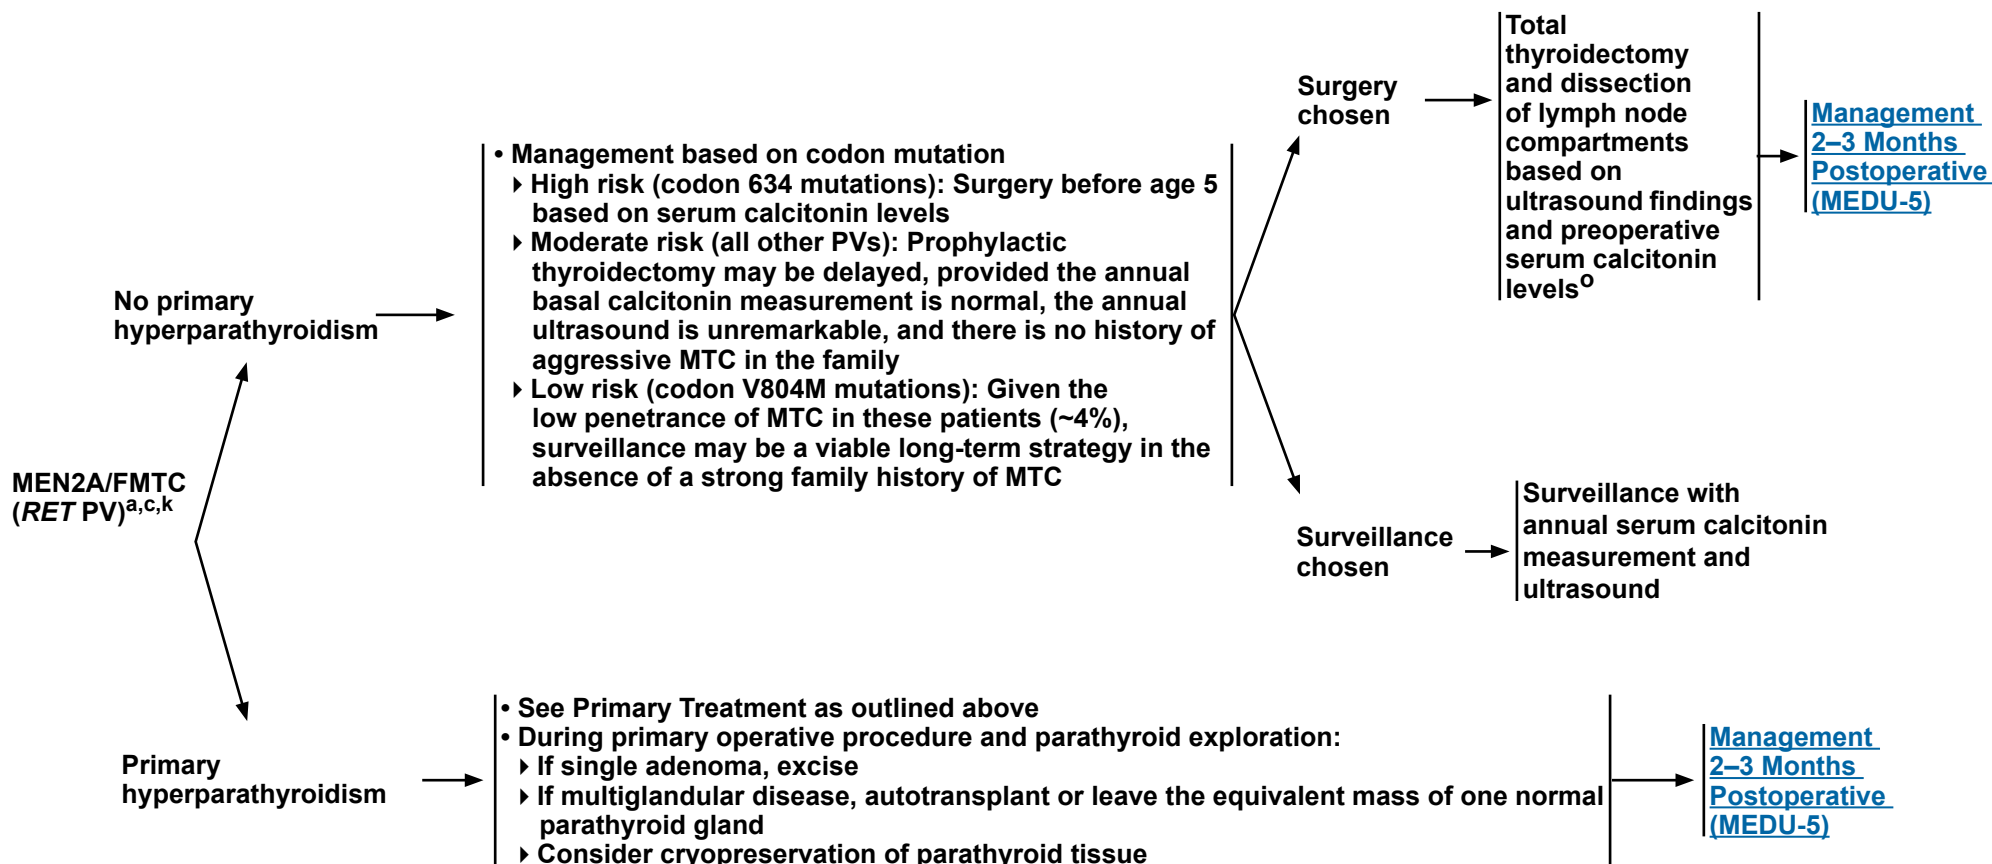 MEN2A/FMTC
(RET PV)a,c,k
No primary
hyperparathyroidism
• Management based on codon mutation
▸ High risk (codon 634 mutations): Surgery before age 5
based on serum calcitonin levels
▸ Moderate risk (all other PVs): Prophylactic
thyroidectomy may be delayed, provided the annual
basal calcitonin measurement is normal, the annual
ultrasound is unremarkable, and there is no history of
aggressive MTC in the family
▸ Low risk (codon V804M mutations): Given the
low penetrance of MTC in these patients (~4%),
surveillance may be a viable long-term strategy in the
absence of a strong family history of MTC
Surgery
chosen
Total
thyroidectomy
and dissection
of lymph node
compartments
based on
ultrasound findings
and preoperative
serum calcitonin
levelso
Management
2–3 Months
Postoperative
(MEDU-5)
Surveillance
chosen
Surveillance with
annual serum calcitonin
measurement and
ultrasound
Primary
hyperparathyroidism
• See Primary Treatment as outlined above
• During primary operative procedure and parathyroid exploration:
▸ If single adenoma, excise
▸ If multiglandular disease, autotransplant or leave the equivalent mass of one normal
parathyroid gland
▸ Consider cryopreservation of parathyroid tissue
Management
2–3 Months
Postoperative
(MEDU-5)